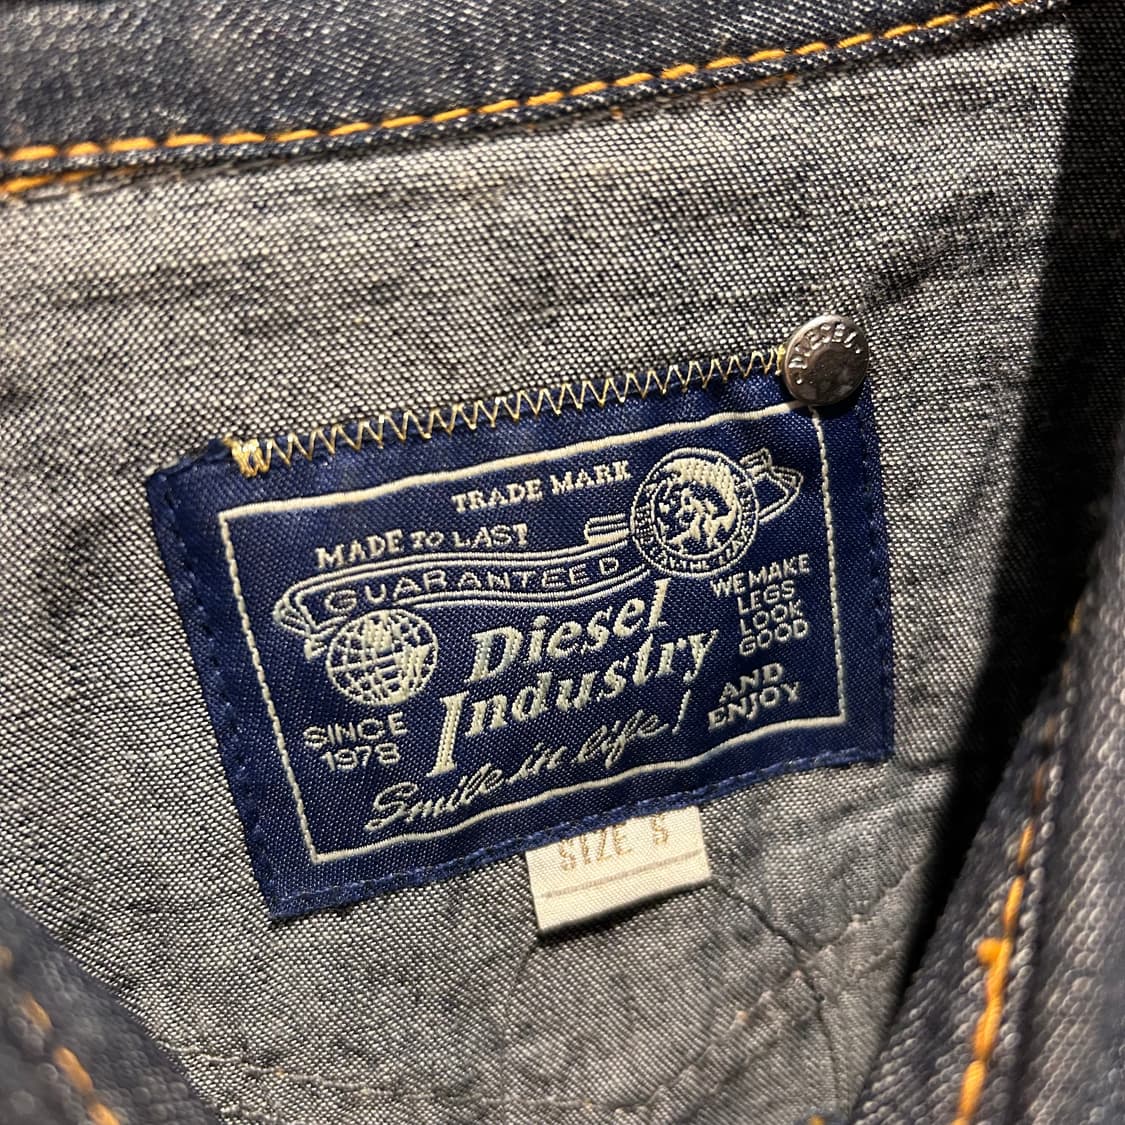 DIESEL
TRADE MARK
MADE TO LAST
GUARANTEED
WE MAKE
LEGS
LOOK
GOOD
AND
ENJOY
Diesel
Industry
SINCE
1978
Smile in life!
SIZE S